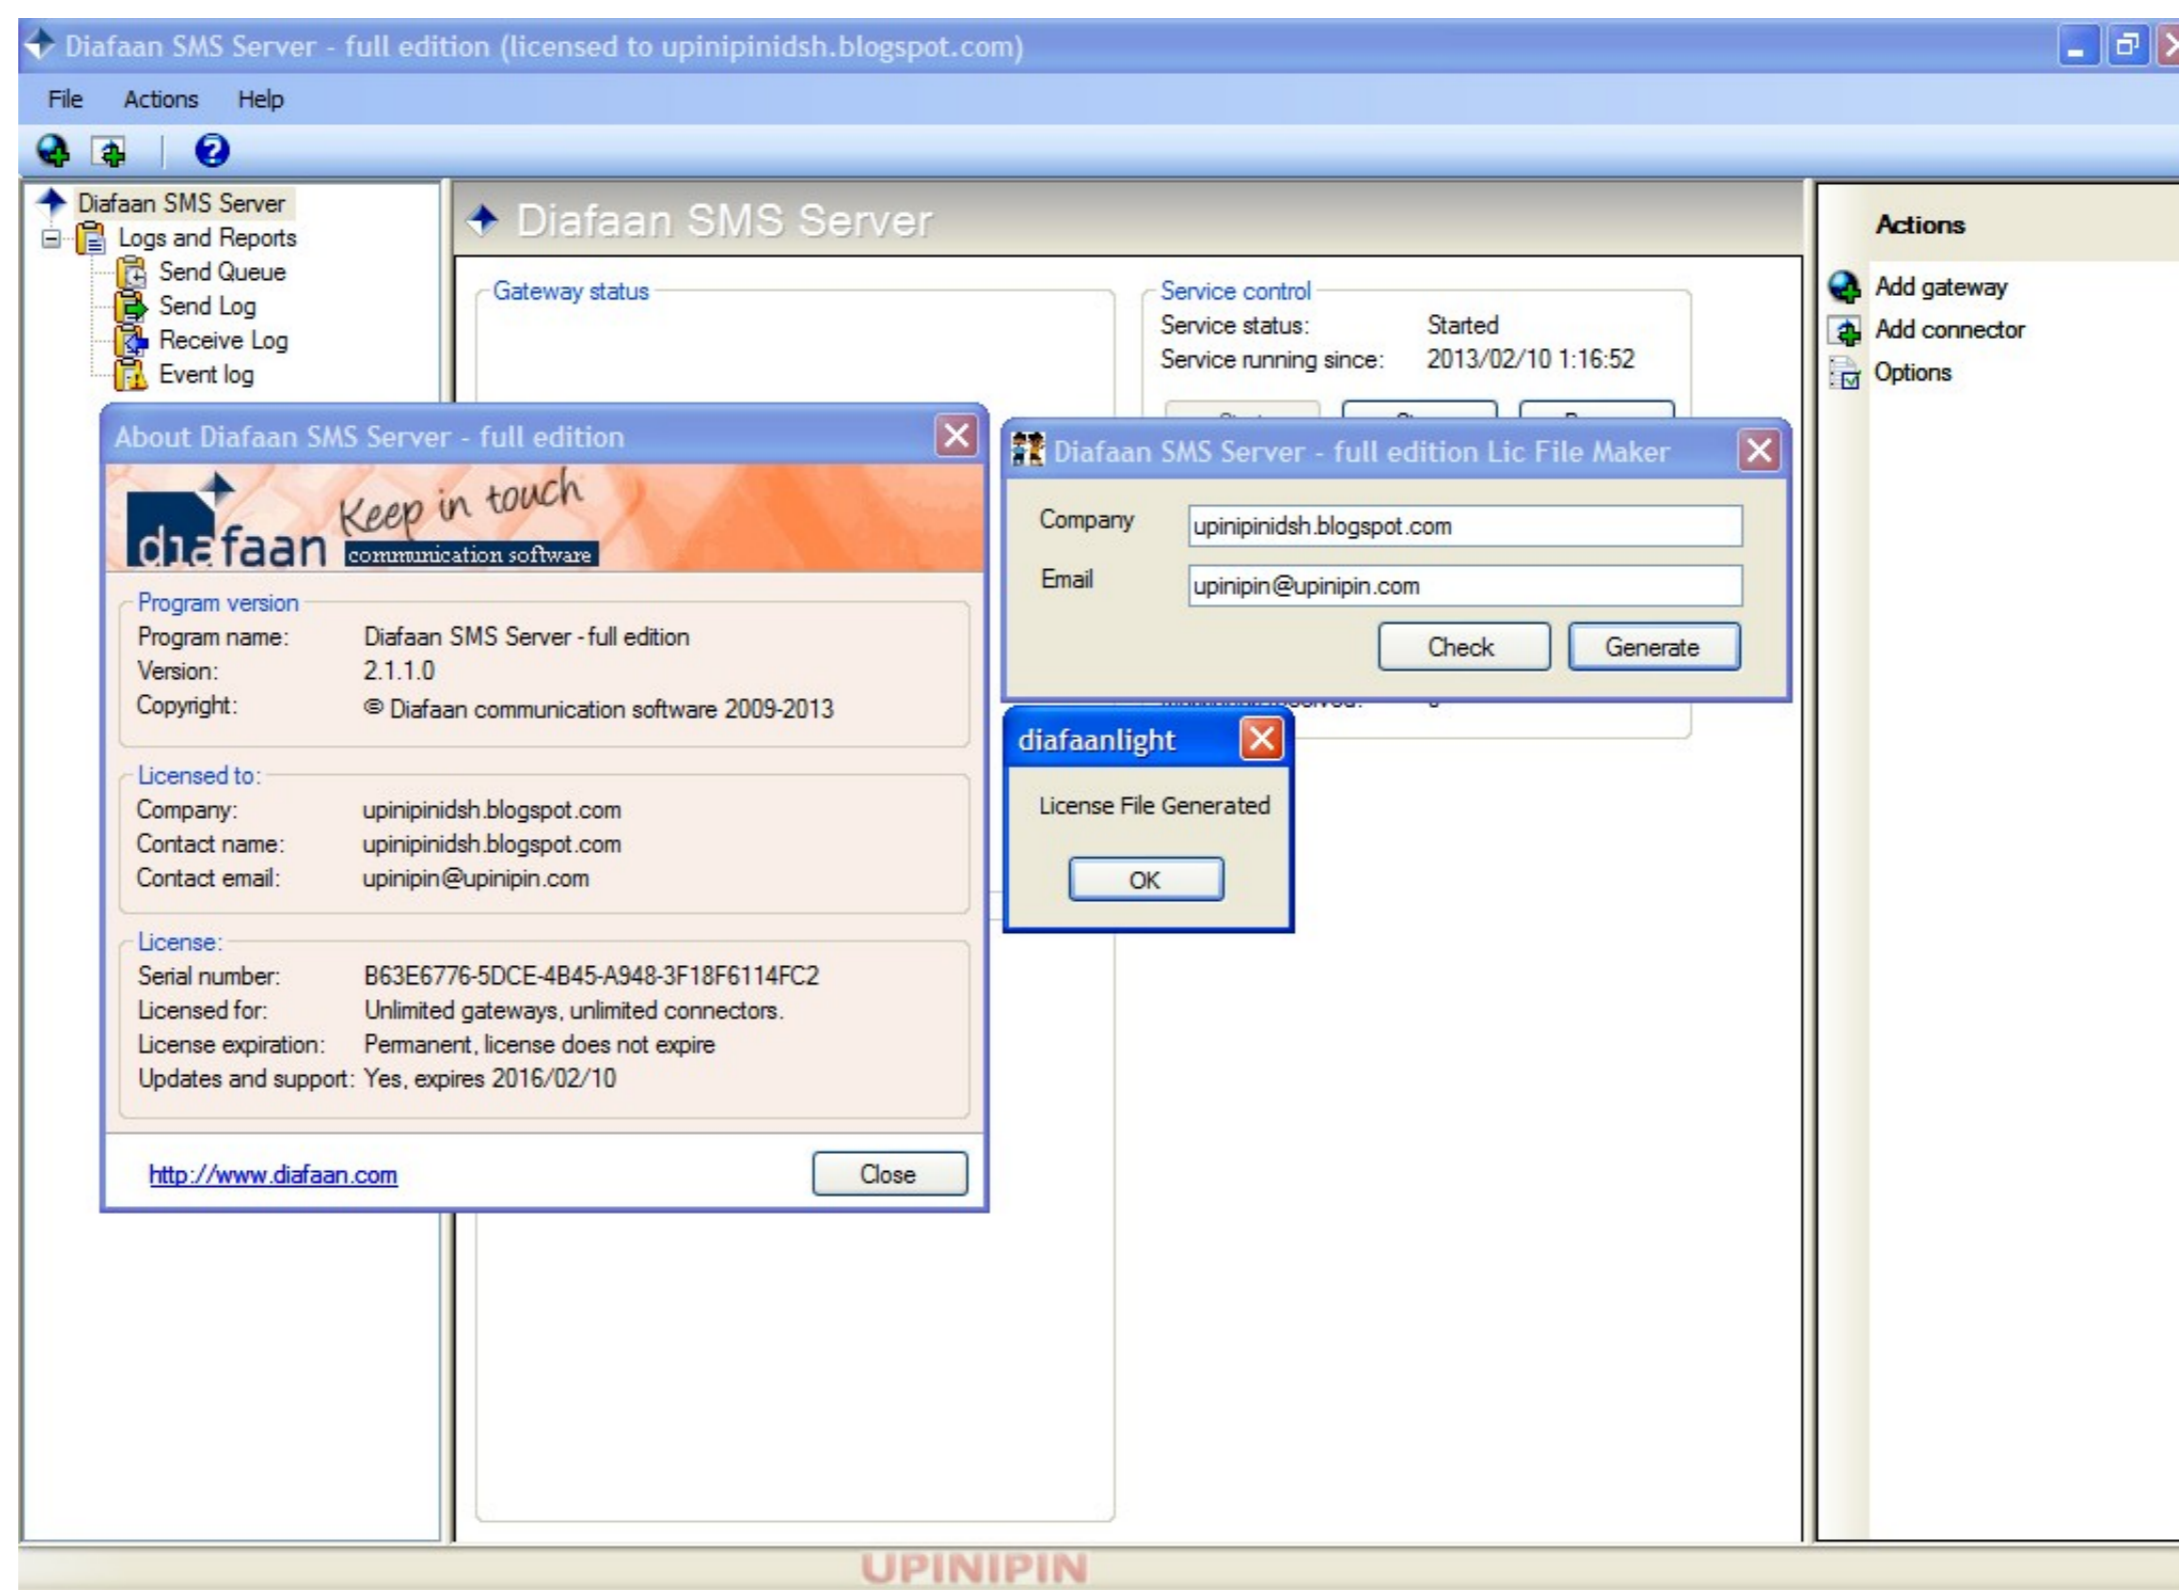 Diafaan SMS Server - full edition (licensed to upinipinidsh.blogspot.com)
File Actions Help
Diafaan SMS Server
Logs and Reports
Send Queue
Send Log
Receive Log
Event log
Diafaan SMS Server
Gateway status
Service control
Service status: Started
Service running since: 2013/02/10 1:16:52
Actions
Add gateway
Add connector
Options
About Diafaan SMS Server - full edition
diafaan
Keep in touch
communication software
Program version
Program name: Diafaan SMS Server - full edition
Version: 2.1.1.0
Copyright: © Diafaan communication software 2009-2013
Licensed to:
Company: upinipinidsh.blogspot.com
Contact name: upinipinidsh.blogspot.com
Contact email: upinipin@upinipin.com
License:
Serial number: B63E6776-5DCE-4B45-A948-3F18F6114FC2
Licensed for: Unlimited gateways, unlimited connectors.
License expiration: Permanent, license does not expire
Updates and support: Yes, expires 2016/02/10
http://www.diafaan.com
Close
Diafaan SMS Server - full edition Lic File Maker
Company upinipinidsh.blogspot.com
Email upinipin@upinipin.com
Check Generate
diafaanlight
License File Generated
OK
UPINIPIN